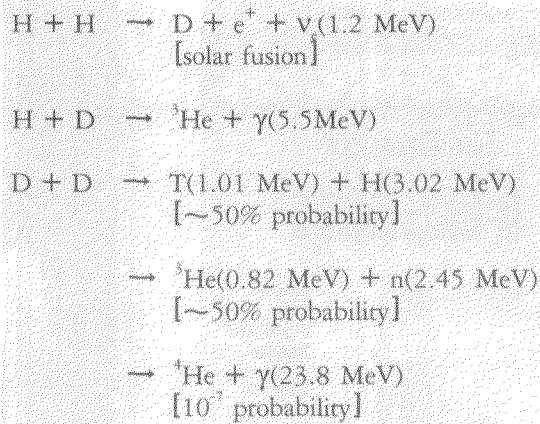 H + H → D + e⁺ + νₑ(1.2 MeV)
[solar fusion]
H + D → ³He + γ(5.5MeV)
D + D → T(1.01 MeV) + H(3.02 MeV)
[~50% probability]
→ ³He(0.82 MeV) + n(2.45 MeV)
[~50% probability]
→ ⁴He + γ(23.8 MeV)
[10⁻⁷ probability]